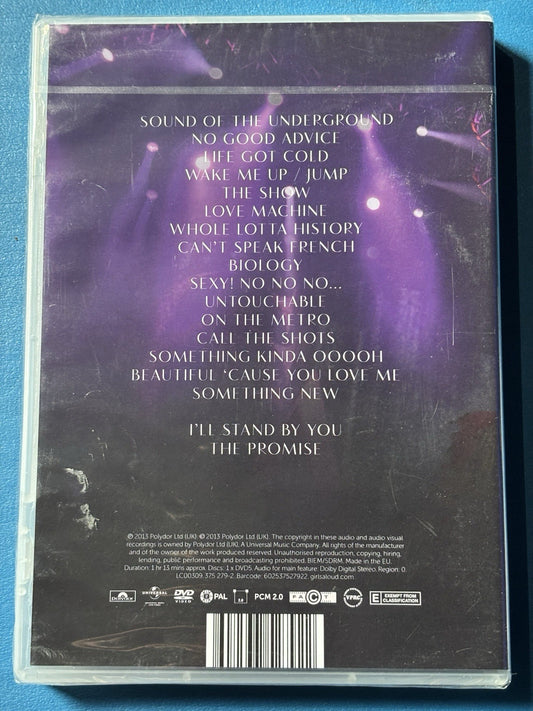 SOUND OF THE UNDERGROUND
NO GOOD ADVICE
LIFE GOT COLD
WAKE ME UP / JUMP
THE SHOW
LOVE MACHINE
WHOLE LOTTA HISTORY
CAN'T SPEAK FRENCH
BIOLOGY
SEXY! NO NO NO...
UNTOUCHABLE
ON THE METRO
CALL THE SHOTS
SOMETHING KINDA OOOOH
BEAUTIFUL 'CAUSE YOU LOVE ME
SOMETHING NEW
I'LL STAND BY YOU
THE PROMISE
℗ 2013 Polydor Ltd (UK). © 2013 Polydor Ltd (UK). The copyright in these audio and audio visual
recordings is owned by Polydor Ltd (UK), A Universal Music Company. All rights of the manufacturer
and of the owner of the work produced reserved. Unauthorised reproduction, copying, hiring,
lending, public performance and broadcasting prohibited. BIEM/SDRM. Made in the EU.
Duration: 1 hr 13 mins approx. Discs: 1 x DVD5. Audio for main feature: Dolby Digital Stereo. Region: 0.
LC00309. 375 279-2. Barcode: 602537527922. girlsaloud.com
POLYDOR UNIVERSAL DVD VIDEO PAL PCM 2.0 FACT VPRC E EXEMPT FROM CLASSIFICATION